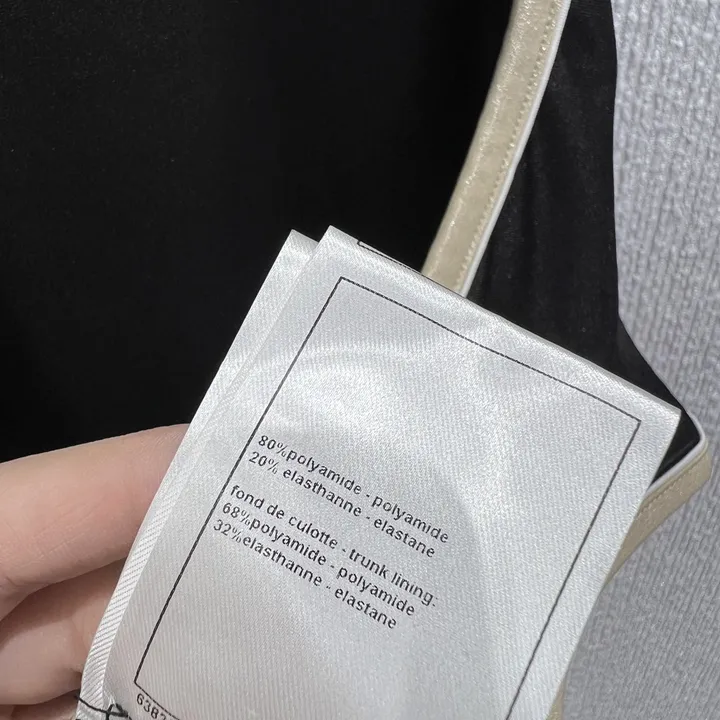 80%polyamide - polyamide
20% elasthanne - elastane
fond de culotte - trunk lining:
68%polyamide - polyamide
32%elasthanne - elastane